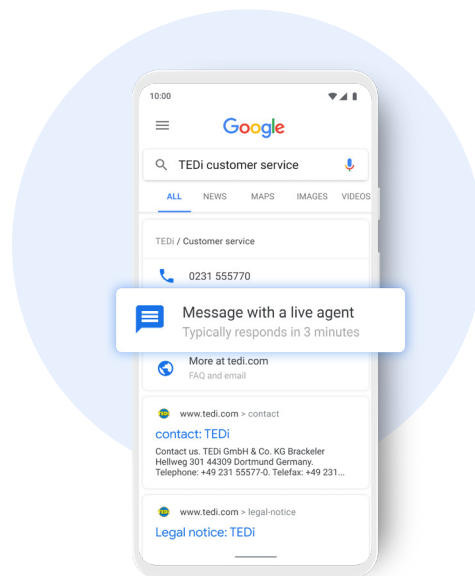 10:00
Google
TEDi customer service
ALL NEWS MAPS IMAGES VIDEOS
TEDi / Customer service
0231 555770
Message with a live agent
Typically responds in 3 minutes
More at tedi.com
FAQ and email
TEDi www.tedi.com > contact
contact: TEDi
Contact us. TEDi GmbH & Co. KG Brackeler
Hellweg 301 44309 Dortmund Germany.
Telephone: +49 231 55577-0. Telefax: +49 231...
TEDi www.tedi.com > legal-notice
Legal notice: TEDi